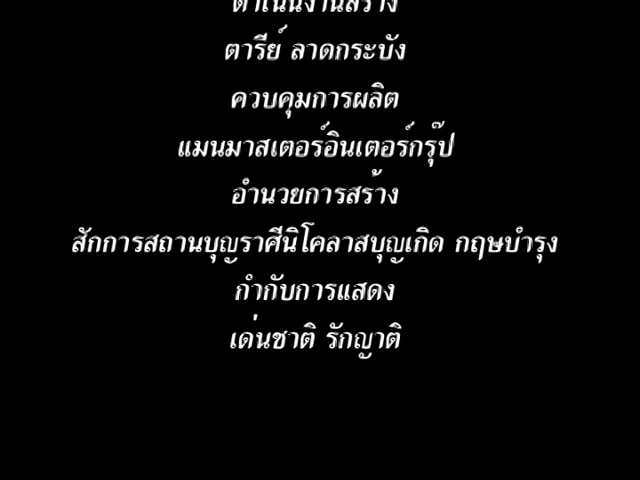 ดำเนินงานสร้าง
ตารีย์ ลาดกระบัง
ควบคุมการผลิต
แมนมาสเตอร์อินเตอร์กรุ๊ป
อำนวยการสร้าง
สักการสถานบุญราศีนิโคลาสบุญเกิด กฤษบำรุง
กำกับการแสดง
เด่นชาติ รักญาติ